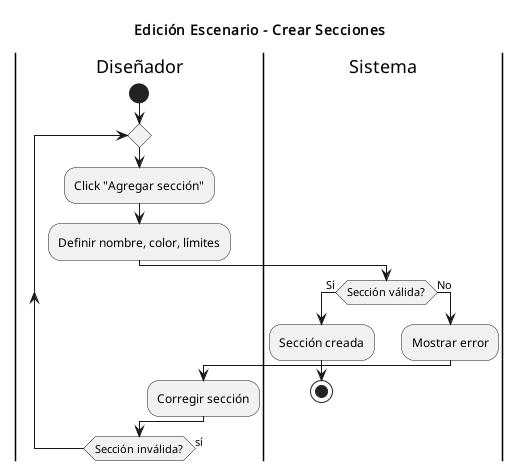 Edición Escenario - Crear Secciones
Diseñador
Sistema
Click "Agregar sección"
Definir nombre, color, límites
Sí
Sección válida?
No
Sección creada
Mostrar error
Corregir sección
Sección inválida?
sí